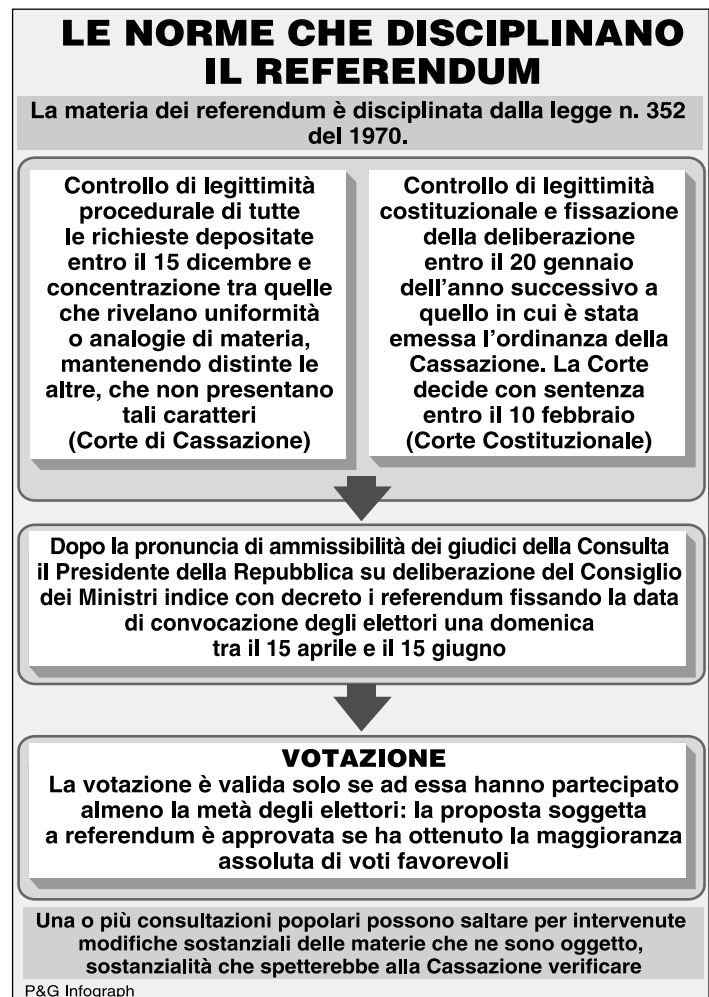 LE NORME CHE DISCIPLINANO
IL REFERENDUM
La materia dei referendum è disciplinata dalla legge n. 352
del 1970.
Controllo di legittimità
procedurale di tutte
le richieste depositate
entro il 15 dicembre e
concentrazione tra quelle
che rivelano uniformità
o analogie di materia,
mantenendo distinte le
altre, che non presentano
tali caratteri
(Corte di Cassazione)
Controllo di legittimità
costituzionale e fissazione
della deliberazione
entro il 20 gennaio
dell'anno successivo a
quello in cui è stata
emessa l'ordinanza della
Cassazione. La Corte
decide con sentenza
entro il 10 febbraio
(Corte Costituzionale)
Dopo la pronuncia di ammissibilità dei giudici della Consulta
il Presidente della Repubblica su deliberazione del Consiglio
dei Ministri indice con decreto i referendum fissando la data
di convocazione degli elettori una domenica
tra il 15 aprile e il 15 giugno
VOTAZIONE
La votazione è valida solo se ad essa hanno partecipato
almeno la metà degli elettori: la proposta soggetta
a referendum è approvata se ha ottenuto la maggioranza
assoluta di voti favorevoli
Una o più consultazioni popolari possono saltare per intervenute
modifiche sostanziali delle materie che ne sono oggetto,
sostanzialità che spetterebbe alla Cassazione verificare
P&G Infograph